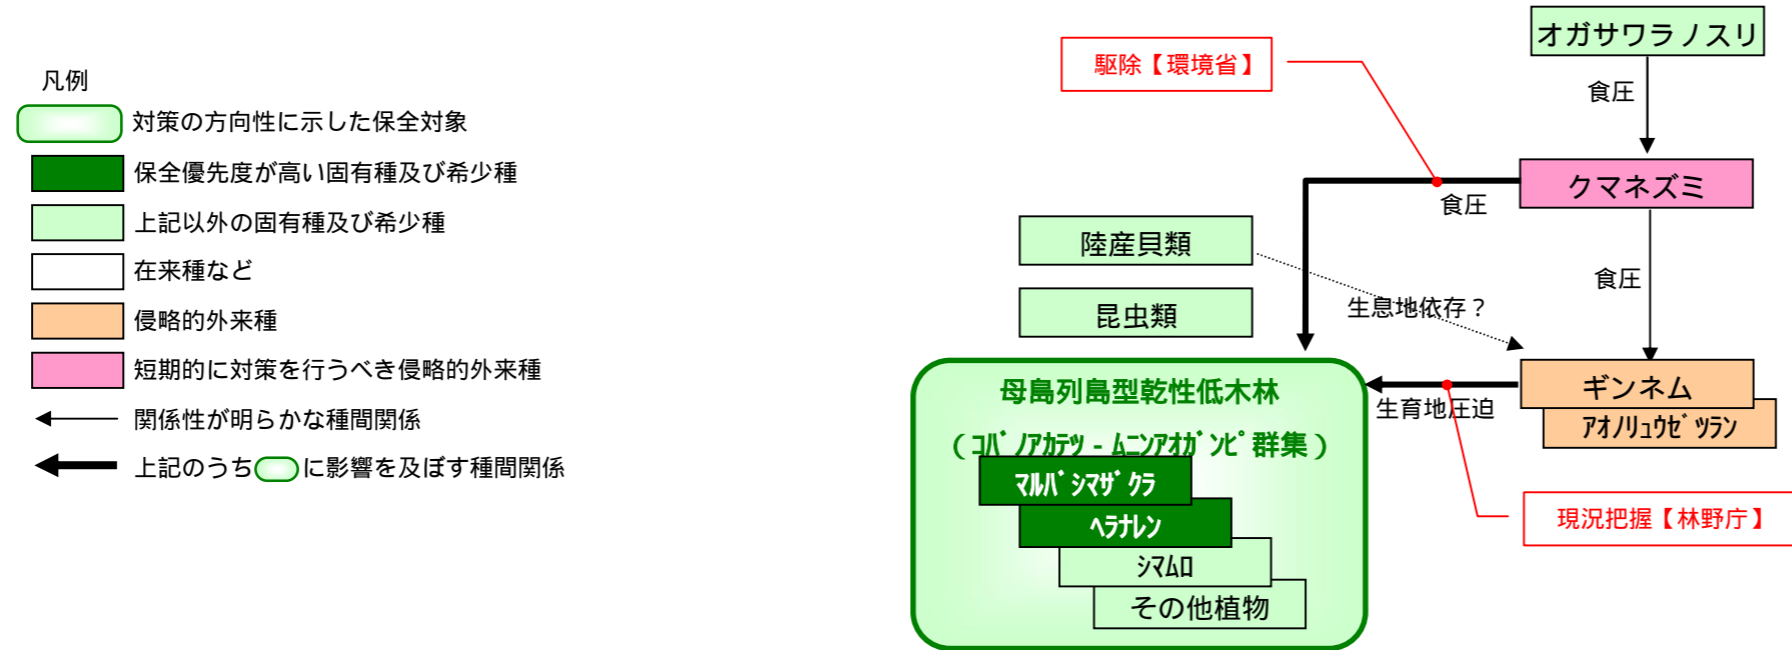 凡例
対策の方向性に示した保全対象
保全優先度が高い固有種及び希少種
上記以外の固有種及び希少種
在来種など
侵略的外来種
短期的に対策を行うべき侵略的外来種
関係性が明らかな種間関係
上記のうち に影響を及ぼす種間関係
オガサワラノスリ
駆除【環境省】
食圧
クマネズミ
食圧
陸産貝類
食圧
昆虫類
生息地依存？
母島列島型乾性低木林
（ｺﾊﾞﾉｱｶﾃﾂ - ﾑﾆﾝｱｵｶﾞﾝﾋﾟ群集）
ﾏﾙﾊﾞｼﾏｻﾞｸﾗ
ﾍﾗﾅﾚﾝ
ｼﾏﾑﾛ
その他植物
ギンネム
生育地圧迫
ｱｵﾉﾘｭｳｾﾞﾂﾗﾝ
現況把握【林野庁】